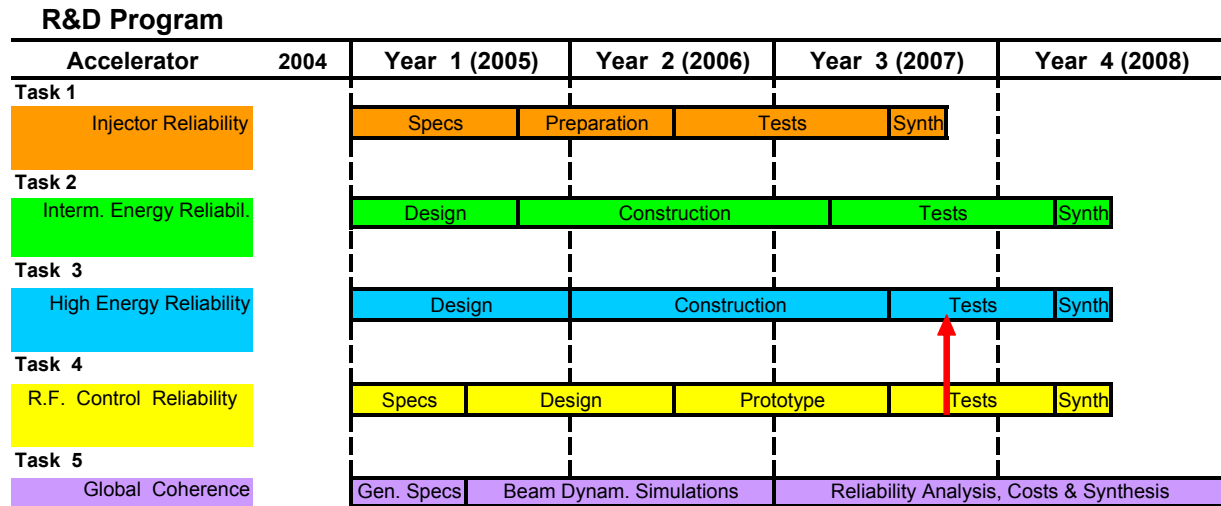 R&D Program
Accelerator 2004 Year 1 (2005) Year 2 (2006) Year 3 (2007) Year 4 (2008)
Task 1
Injector Reliability Specs Preparation Tests Synth
Task 2
Interm. Energy Reliabil. Design Construction Tests Synth
Task 3
High Energy Reliability Design Construction Tests Synth
Task 4
R.F. Control Reliability Specs Design Prototype Tests Synth
Task 5
Global Coherence Gen. Specs Beam Dynam. Simulations Reliability Analysis, Costs & Synthesis